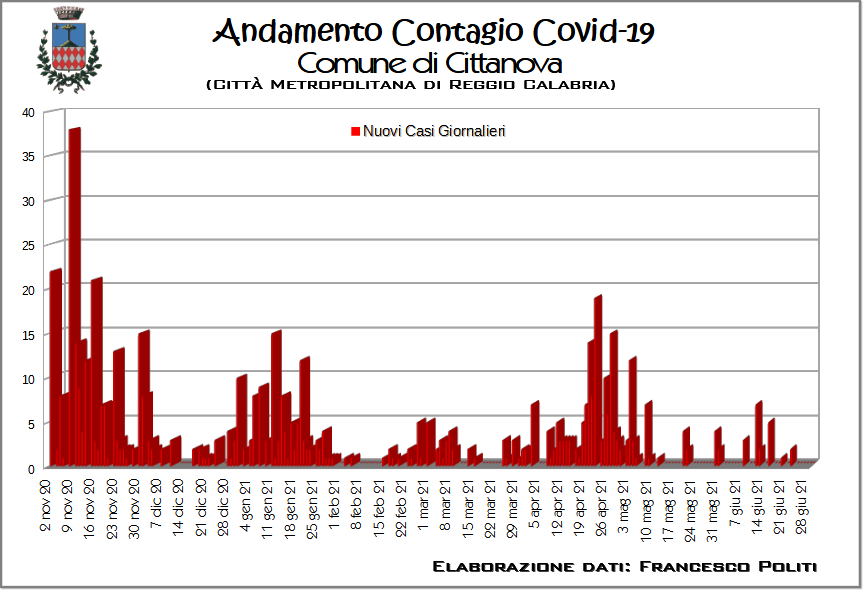 Andamento Contagio Covid-19
Comune di Cittanova
(Città Metropolitana di Reggio Calabria)
Nuovi Casi Giornalieri
40
35
30
25
20
15
10
5
0
2 nov 20
9 nov 20
16 nov 20
23 nov 20
30 nov 20
7 dic 20
14 dic 20
21 dic 20
28 dic 20
4 gen 21
11 gen 21
18 gen 21
25 gen 21
1 feb 21
8 feb 21
15 feb 21
22 feb 21
1 mar 21
8 mar 21
15 mar 21
22 mar 21
29 mar 21
5 apr 21
12 apr 21
19 apr 21
26 apr 21
3 mag 21
10 mag 21
17 mag 21
24 mag 21
31 mag 21
7 giu 21
14 giu 21
21 giu 21
28 giu 21
Elaborazione dati: Francesco Politi